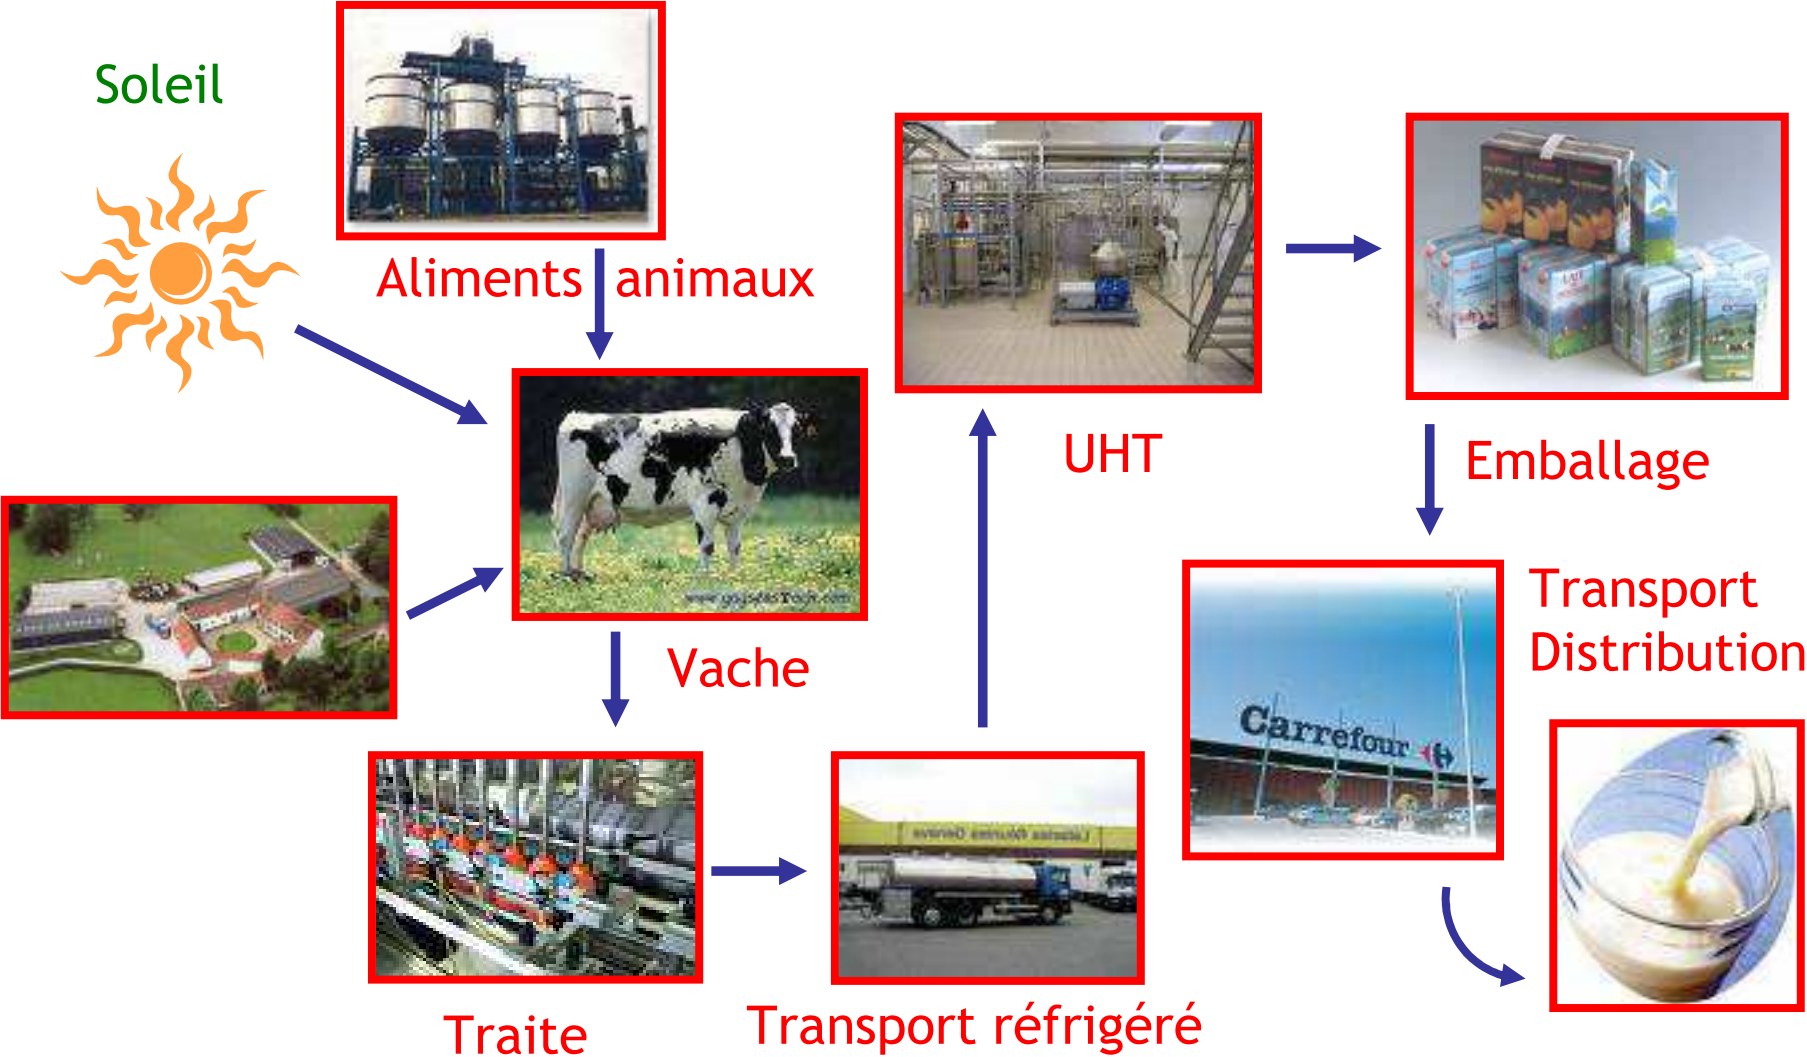 Soleil
Aliments animaux
Vache
Traite
Transport réfrigéré
UHT
Emballage
Transport
Distribution
Carrefour